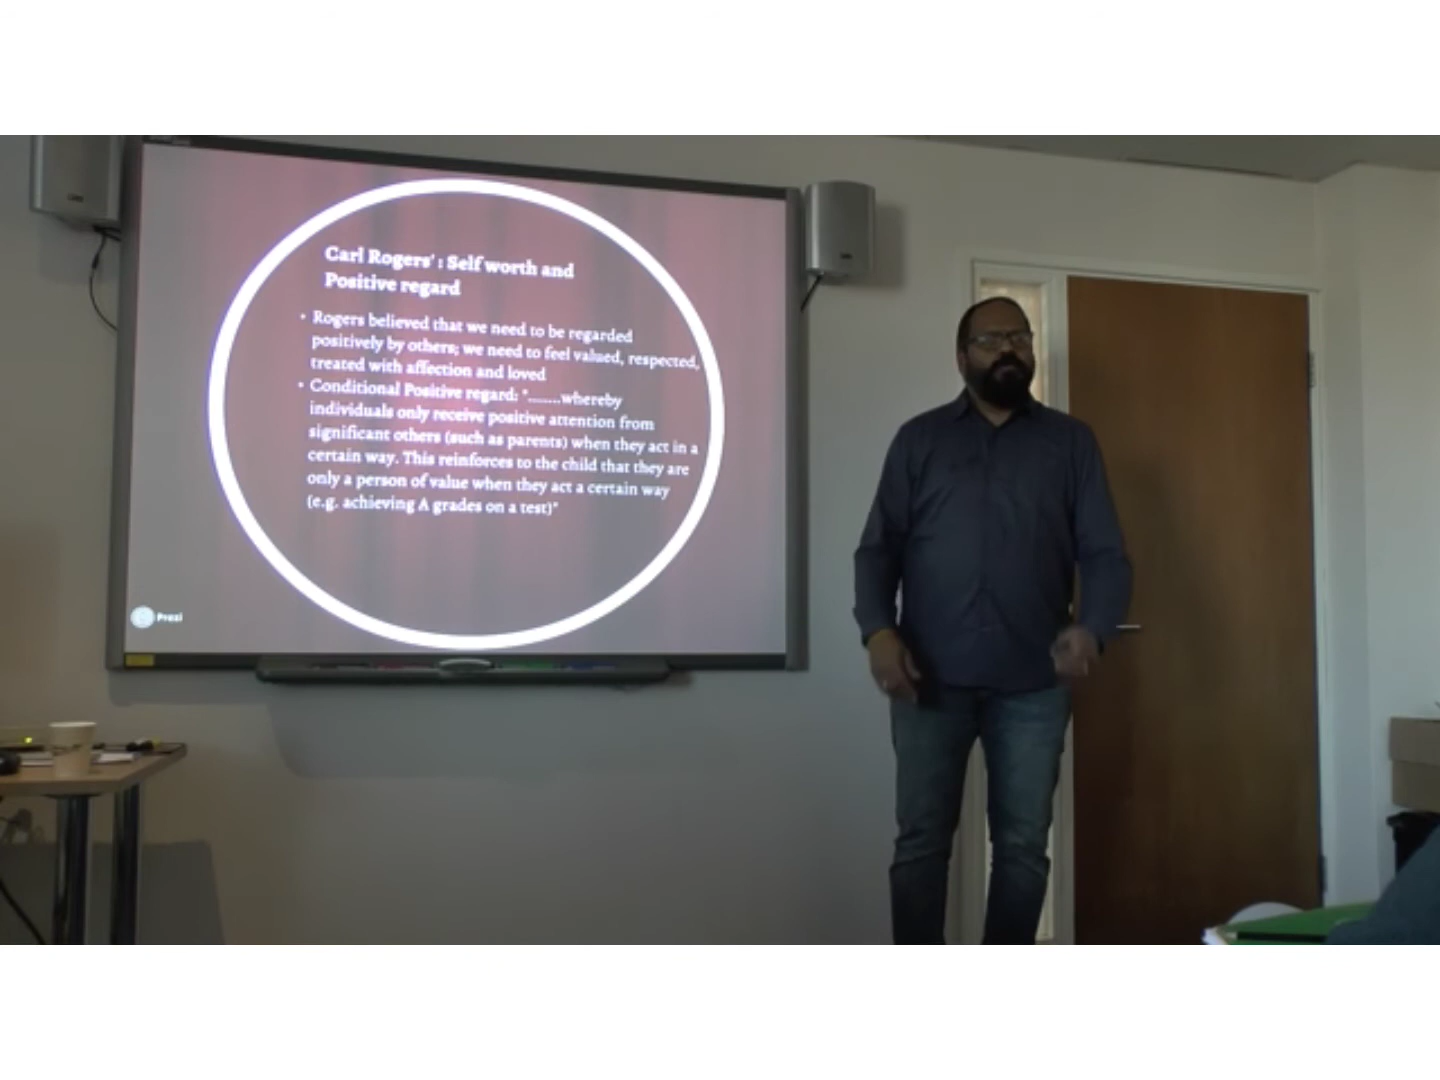 Carl Rogers' : Self worth and
Positive regard
• Rogers believed that we need to be regarded
positively by others; we need to feel valued, respected,
treated with affection and loved
• Conditional Positive regard: "........whereby
individuals only receive positive attention from
significant others (such as parents) when they act in a
certain way. This reinforces to the child that they are
only a person of value when they act a certain way
(e.g. achieving A grades on a test)"
Prezi